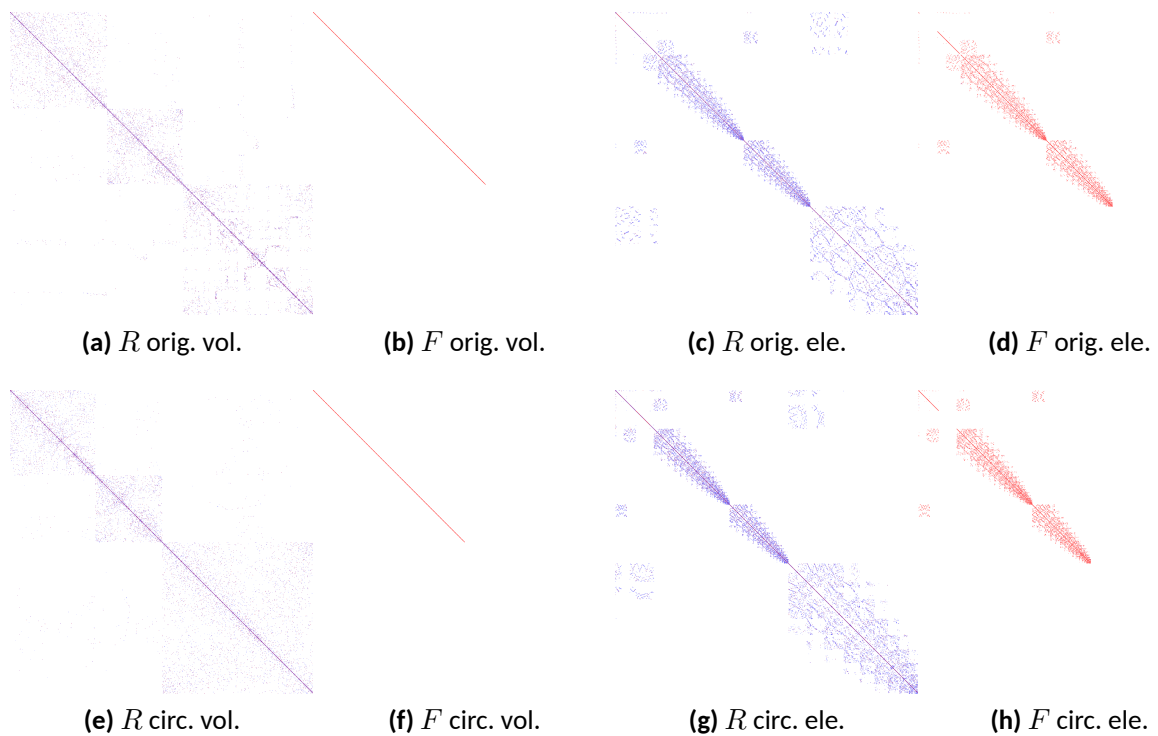 (a) R orig. vol. (b) F orig. vol. (c) R orig. ele. (d) F orig. ele.
(e) R circ. vol. (f) F circ. vol. (g) R circ. ele. (h) F circ. ele.